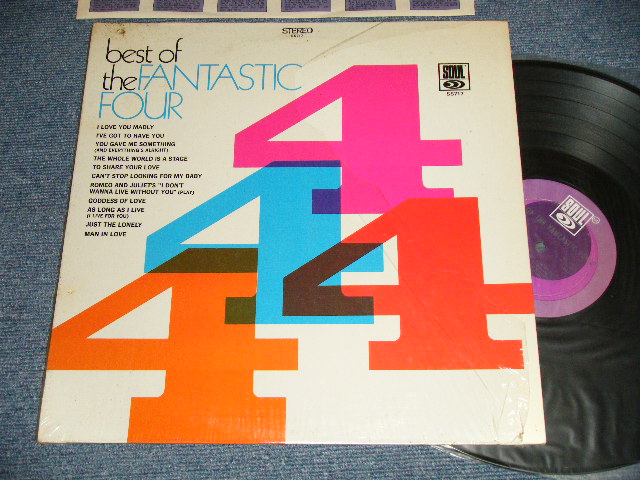 STEREO
best of
the FANTASTIC
FOUR
SOUL
SS717
I LOVE YOU MADLY
I'VE GOT TO HAVE YOU
YOU GAVE ME SOMETHING
(AND EVERYTHING'S ALRIGHT)
THE WHOLE WORLD IS A STAGE
TO SHARE YOUR LOVE
CAN'T STOP LOOKING FOR MY BABY
ROMEO AND JULIET'S "I DON'T
WANNA LIVE WITHOUT YOU" (PLAY)
GODDESS OF LOVE
AS LONG AS I LIVE
(I LIVE FOR YOU)
JUST THE LONELY
MAN IN LOVE
4
4
4
4
SOUL